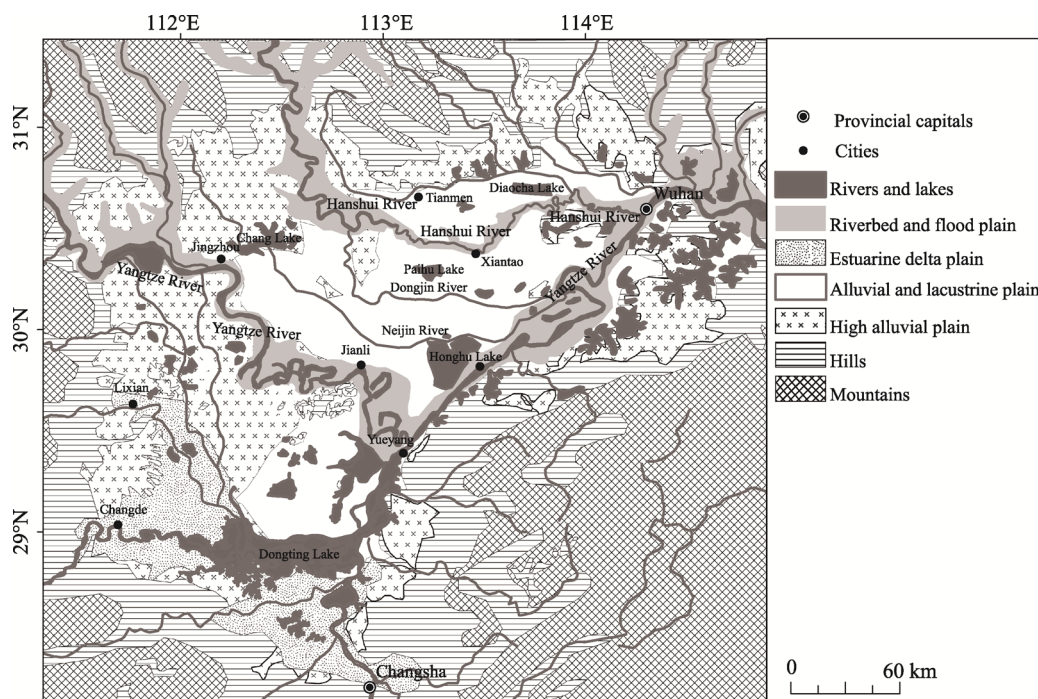 112°E
113°E
114°E
31°N
30°N
29°N
Hanshui River
Tianmen
Diaocha Lake
Wuhan
Hanshui River
Hanshui River
Chang Lake
Jingzhou
Xiantao
Paihu Lake
Dongjin River
Yangtze River
Yangtze River
Yangtze River
Neijin River
Jianli
Honghu Lake
Lixian
Yueyang
Changde
Dongting Lake
Changsha
Provincial capitals
Cities
Rivers and lakes
Riverbed and flood plain
Estuarine delta plain
Alluvial and lacustrine plain
High alluvial plain
Hills
Mountains
0 60 km